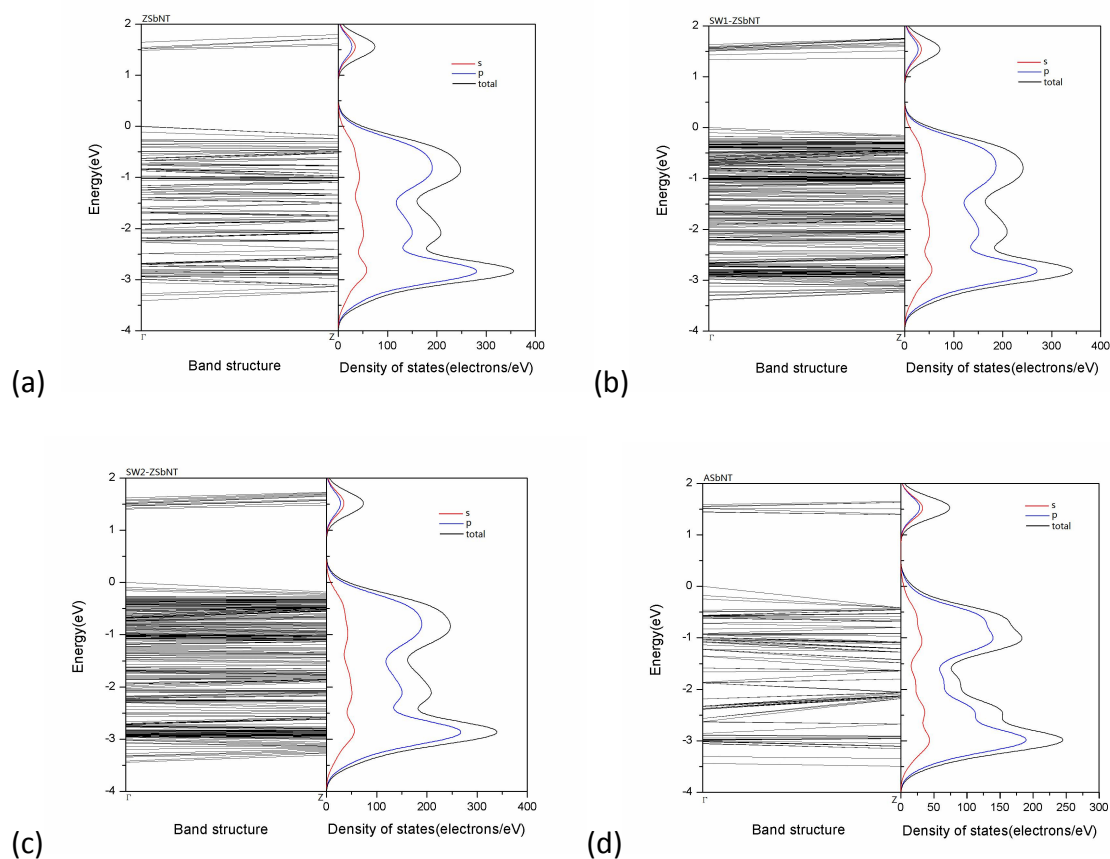 ZSbNT
2
1
0
-1
-2
-3
-4
Energy(eV)
s
p
total
Γ
Z
0 100 200 300 400
Band structure
Density of states(electrons/eV)
(a)
SW1-ZSbNT
2
1
0
-1
-2
-3
-4
Energy(eV)
s
p
total
Γ
Z
0 100 200 300 400
Band structure
Density of states(electrons/eV)
(b)
SW2-ZSbNT
2
1
0
-1
-2
-3
-4
Energy(eV)
s
p
total
Γ
Z
0 100 200 300 400
Band structure
Density of states(electrons/eV)
(c)
ASbNT
2
1
0
-1
-2
-3
-4
Energy(eV)
s
p
total
Γ
Z
0 50 100 150 200 250 300
Band structure
Density of states(electrons/eV)
(d)